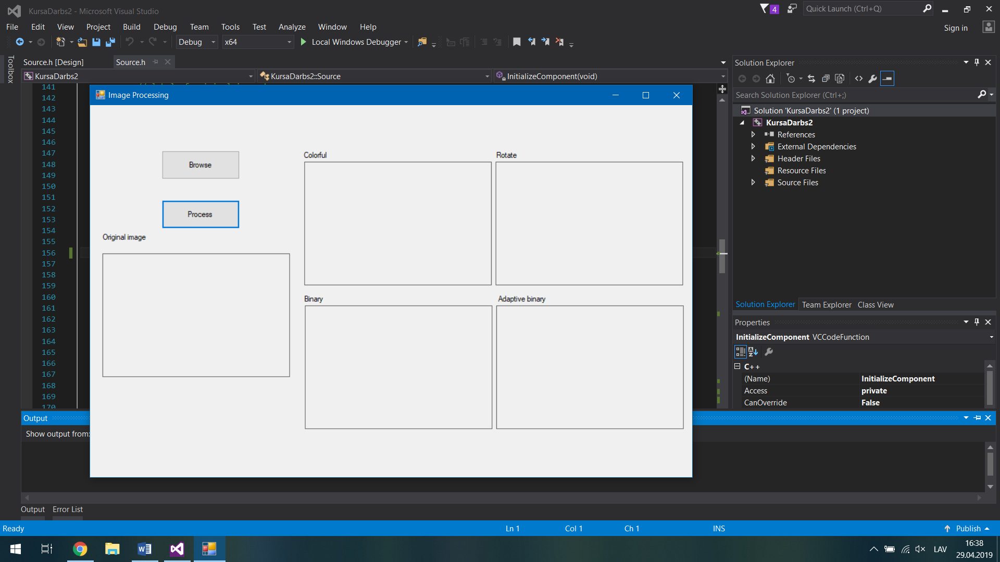 KursaDarbs2 - Microsoft Visual Studio
4
Quick Launch (Ctrl+Q)
File Edit View Project Build Debug Team Tools Test Analyze Window Help
Sign in
Debug x64 Local Windows Debugger
Toolbox
Source.h [Design] Source.h
KursaDarbs2 KursaDarbs2::Source InitializeComponent(void)
141
142
143
144
145
146
147
148
149
150
151
152
153
154
155
156
157
158
159
160
161
162
163
164
165
166
167
168
169
170
Image Processing
Browse
Process
Original image
Colorful
Rotate
Binary
Adaptive binary
Solution Explorer
Search Solution Explorer (Ctrl+;)
Solution 'KursaDarbs2' (1 project)
KursaDarbs2
References
External Dependencies
Header Files
Resource Files
Source Files
Solution Explorer Team Explorer Class View
Properties
InitializeComponent VCCodeFunction
C++
(Name) InitializeComponent
Access private
CanOverride False
Output
Show output from:
Output Error List
Ready Ln 1 Col 1 Ch 1 INS Publish
LAV
16:38
29.04.2019